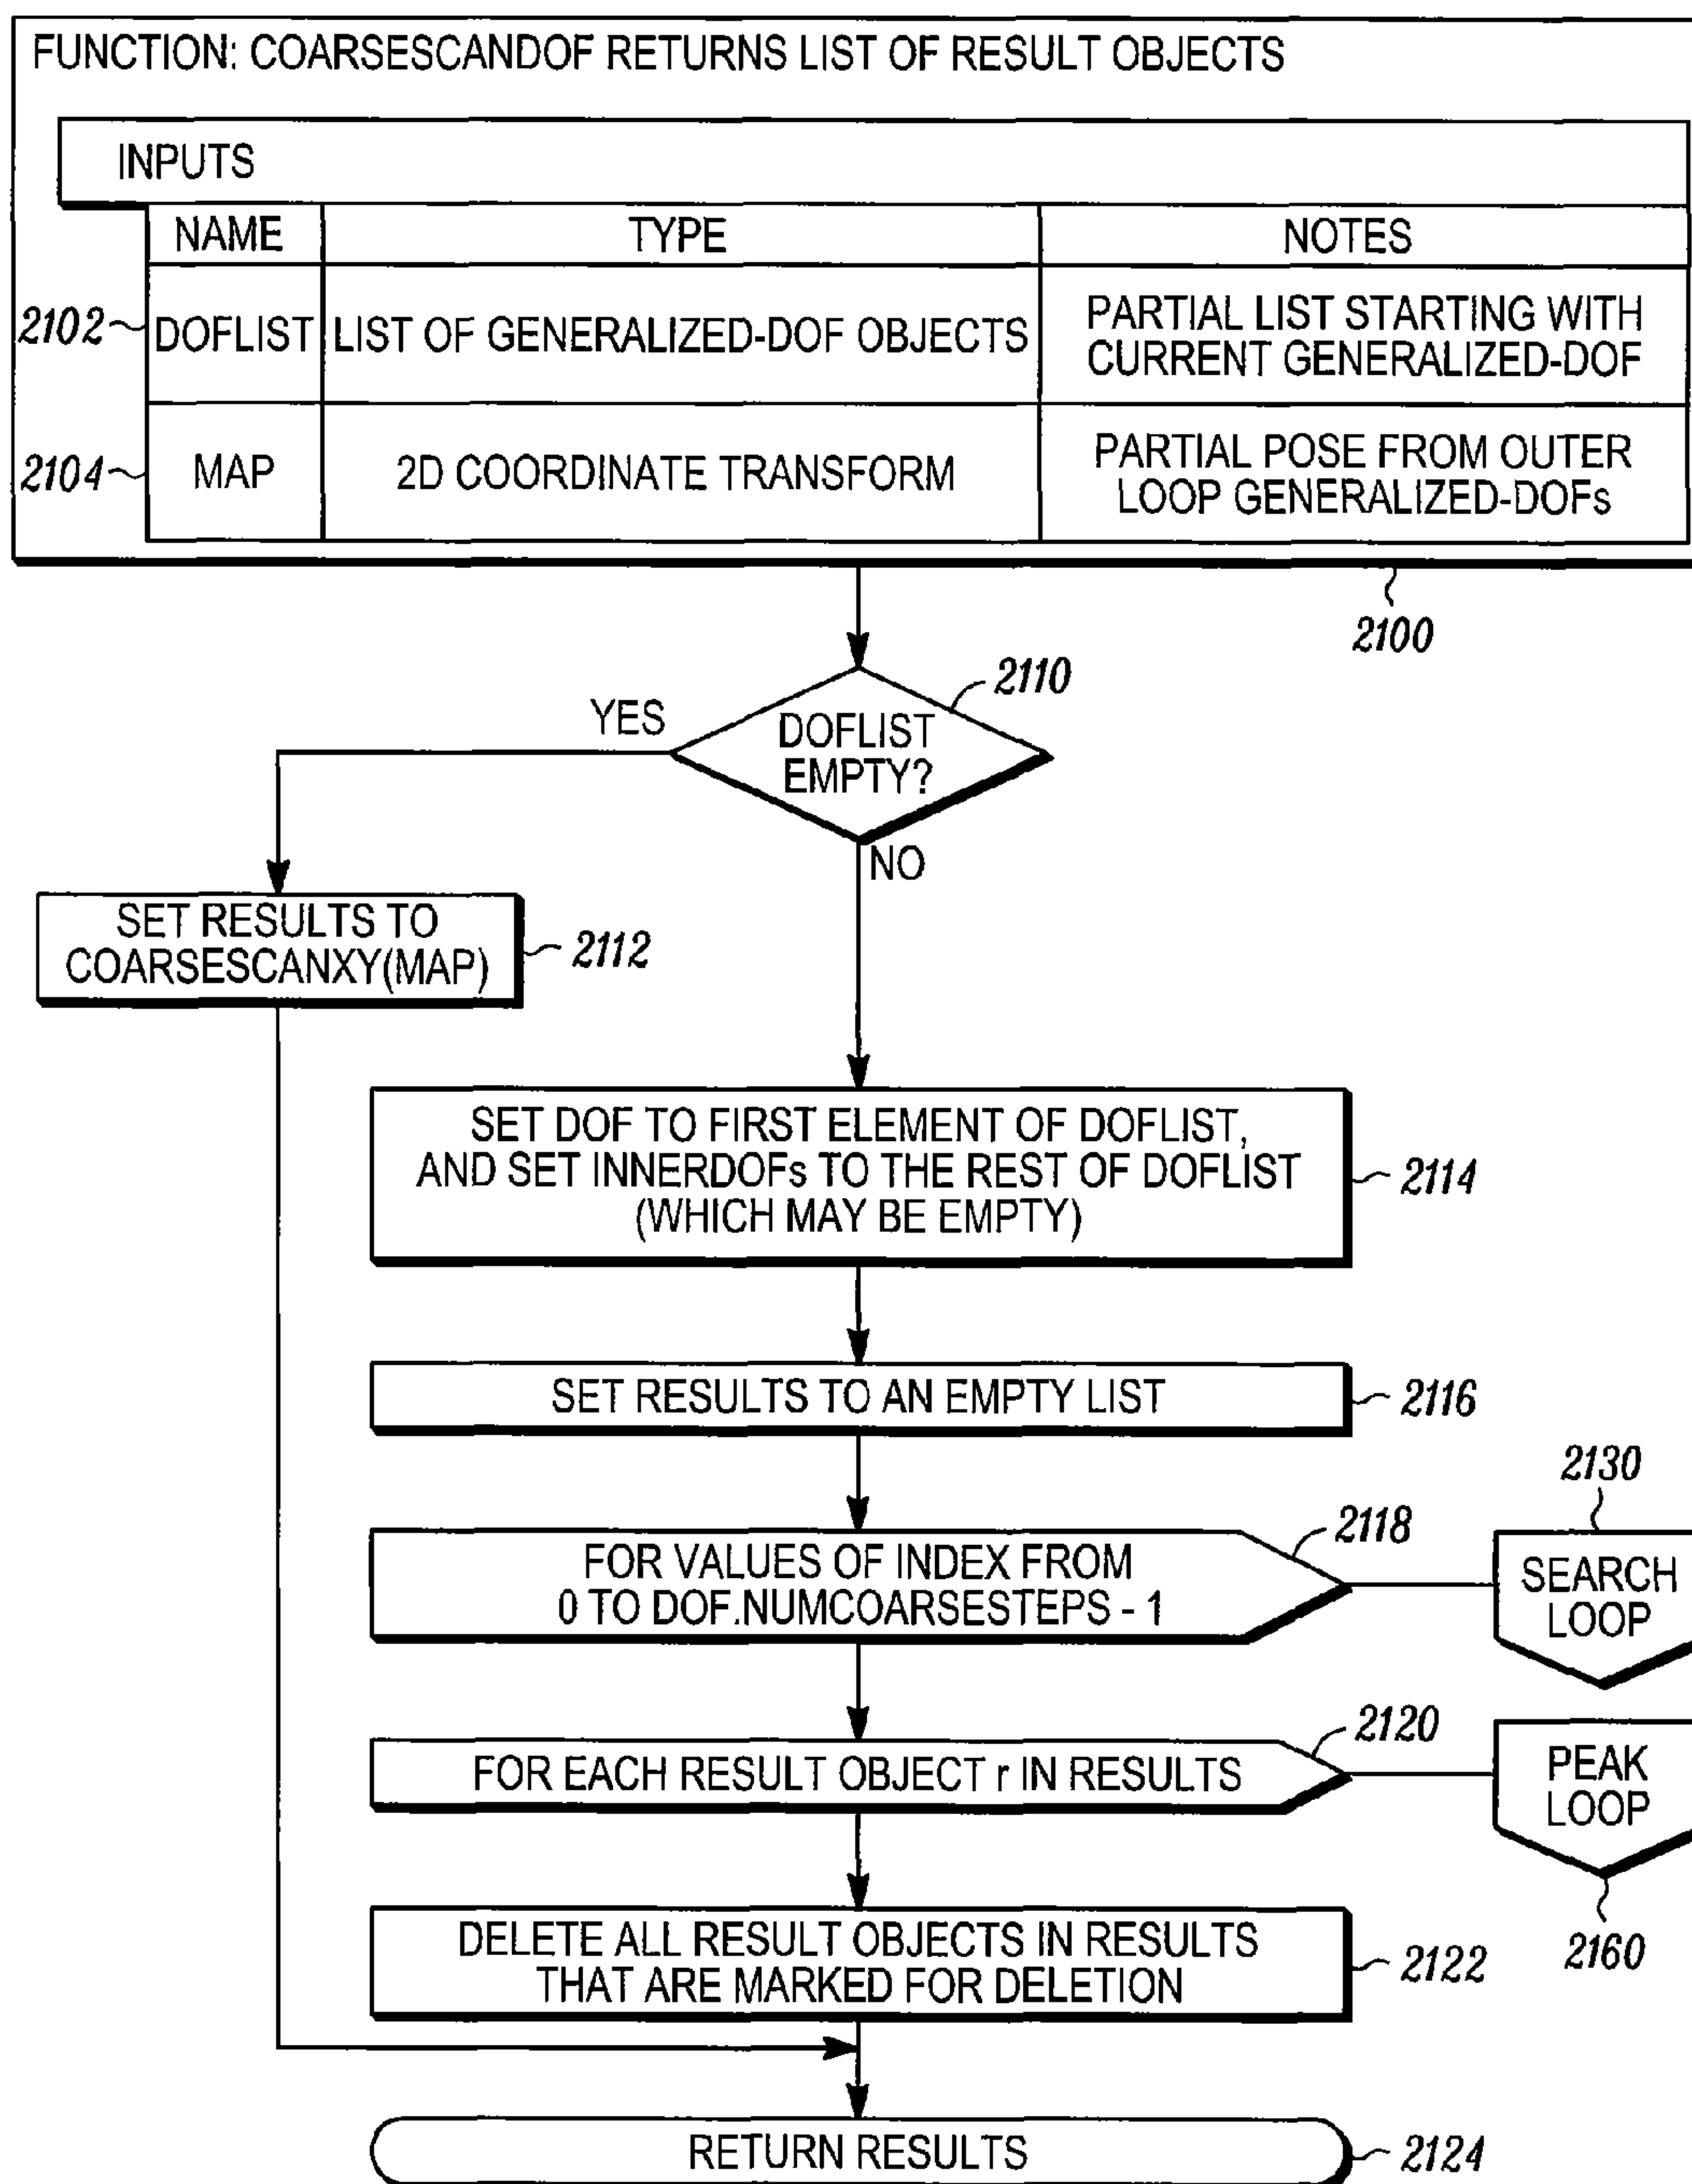 FUNCTION: COARSESCANDOF RETURNS LIST OF RESULT OBJECTS
INPUTS
NAME TYPE NOTES
2102 DOFLIST LIST OF GENERALIZED-DOF OBJECTS PARTIAL LIST STARTING WITH
CURRENT GENERALIZED-DOF
2104 MAP 2D COORDINATE TRANSFORM PARTIAL POSE FROM OUTER
LOOP GENERALIZED-DOFs
2100
2110
YES
DOFLIST
EMPTY?
NO
SET RESULTS TO
COARSESCANXY(MAP)
2112
SET DOF TO FIRST ELEMENT OF DOFLIST,
AND SET INNERDOFs TO THE REST OF DOFLIST
(WHICH MAY BE EMPTY)
2114
SET RESULTS TO AN EMPTY LIST
2116
2118
FOR VALUES OF INDEX FROM
0 TO DOF.NUMCOARSESTEPS - 1
2130
SEARCH
LOOP
2120
FOR EACH RESULT OBJECT r IN RESULTS
PEAK
LOOP
2160
DELETE ALL RESULT OBJECTS IN RESULTS
THAT ARE MARKED FOR DELETION
2122
RETURN RESULTS
2124